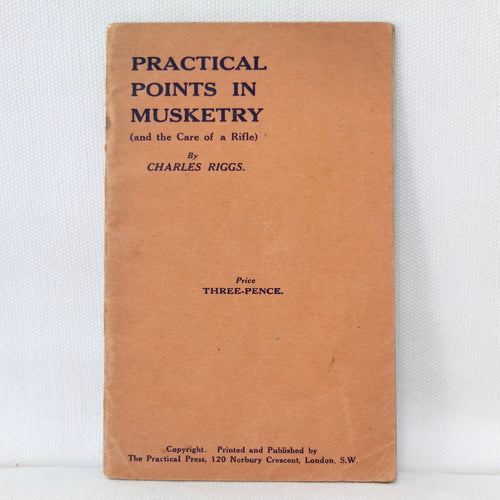 PRACTICAL
POINTS IN
MUSKETRY
(and the Care of a Rifle)
By
CHARLES RIGGS.
Price
THREE-PENCE.
Copyright. Printed and Published by
The Practical Press, 120 Norbury Crescent, London, S.W.